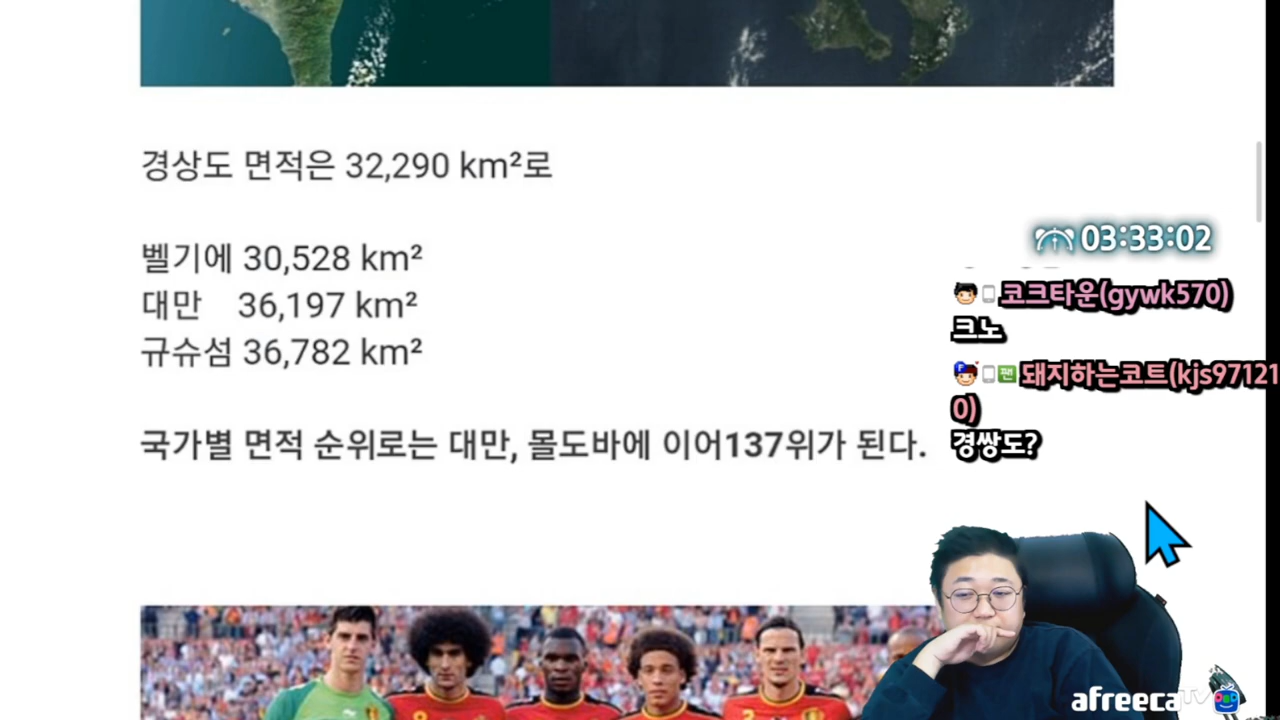 경상도 면적은 32,290 km²로
벨기에 30,528 km²
대만 36,197 km²
규슈섬 36,782 km²
국가별 면적 순위로는 대만, 몰도바에 이어137위가 된다.
03:33:02
코크타운(gywk570)
크노
팬 돼지하는코트(kjs97121
0)
경쌍도?
afreecaTV